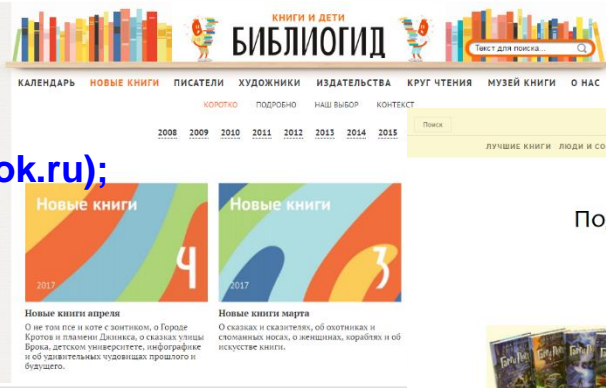 КНИГИ И ДЕТИ
БИБЛИОГИД
Текст для поиска...
КАЛЕНДАРЬ НОВЫЕ КНИГИ ПИСАТЕЛИ ХУДОЖНИКИ ИЗДАТЕЛЬСТВА КРУГ ЧТЕНИЯ МУЗЕЙ КНИГИ О НАС
КОРОТКО ПОДРОБНО НАШ ВЫБОР КОНТЕКСТ
2008 2009 2010 2011 2012 2013 2014 2015
Поиск
ЛУЧШИЕ КНИГИ ЛЮДИ И СО
ok.ru);
По
Новые книги
4
2017
Новые книги
3
2017
Новые книги апреля
О не том псе и коте с зонтиком, о Городе
Кротов и пламени Джинкса, о сказках улицы
Брока, детском университете, инфографике
и об удивительных чудовищах прошлого и
будущего.
Новые книги марта
О сказках и сказителях, об охотниках и
сломанных носах, о женщинах, кораблях и об
искусстве книги.